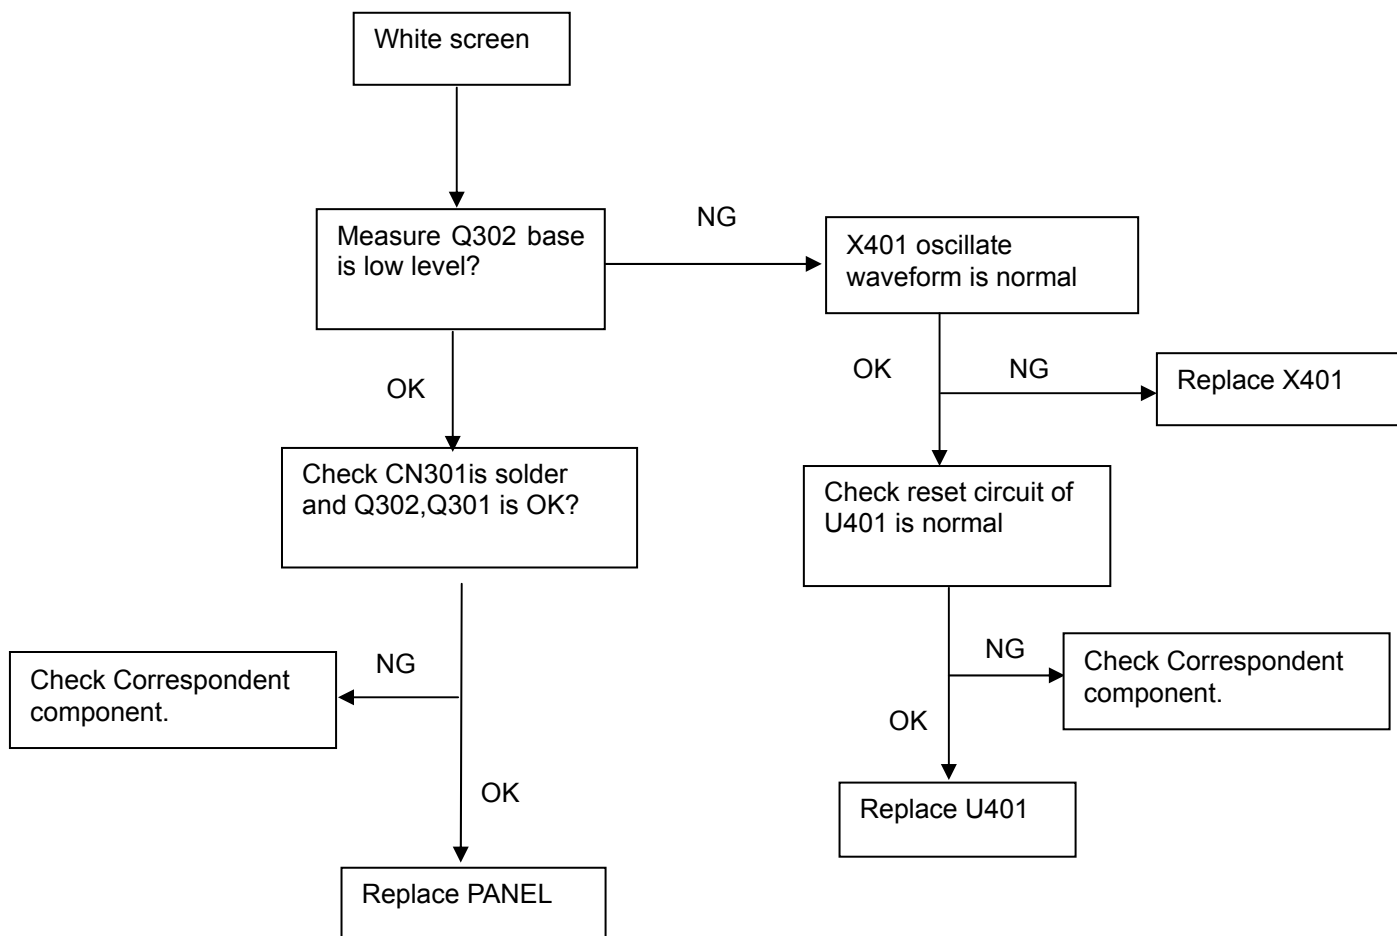 White screen
Measure Q302 base
is low level?
NG
X401 oscillate
waveform is normal
OK
OK
NG
Replace X401
Check CN301is solder
and Q302,Q301 is OK?
Check reset circuit of
U401 is normal
Check Correspondent
component.
NG
NG
Check Correspondent
component.
OK
OK
Replace U401
Replace PANEL